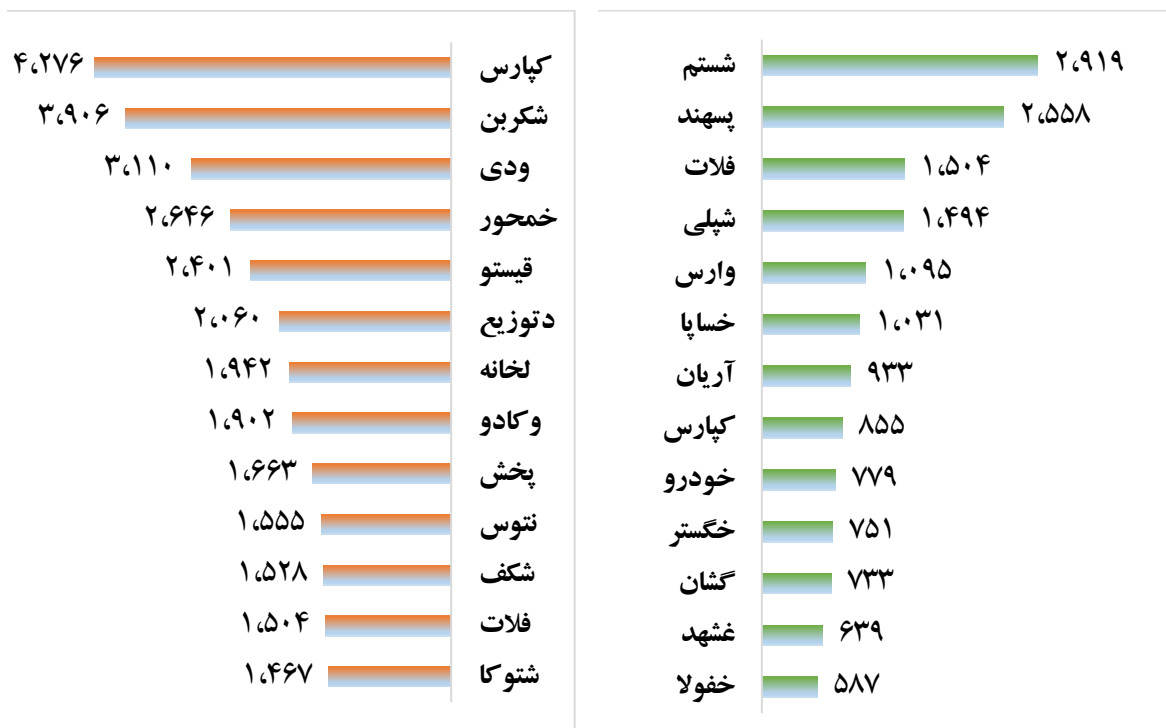 شستم ۲،۹۱۹
پسهند ۲،۵۵۸
فلات ۱،۵۰۴
شپلی ۱،۴۹۴
وارس ۱،۰۹۵
خساپا ۱،۰۳۱
آریان ۹۳۳
کپارس ۸۵۵
خودرو ۷۷۹
خگستر ۷۵۱
گشان ۷۳۳
غشهد ۶۳۹
خفولا ۵۸۷
کپارس ۴،۲۷۶
شکربن ۳،۹۰۶
ودی ۳،۱۱۰
خمحور ۲،۶۴۶
قیستو ۲،۴۰۱
دتوزیع ۲،۰۶۰
لخانه ۱،۹۴۲
وکادو ۱،۹۰۲
پخش ۱،۶۶۳
نتوس ۱،۵۵۵
شکف ۱،۵۲۸
فلات ۱،۵۰۴
شتوکا ۱،۴۶۷